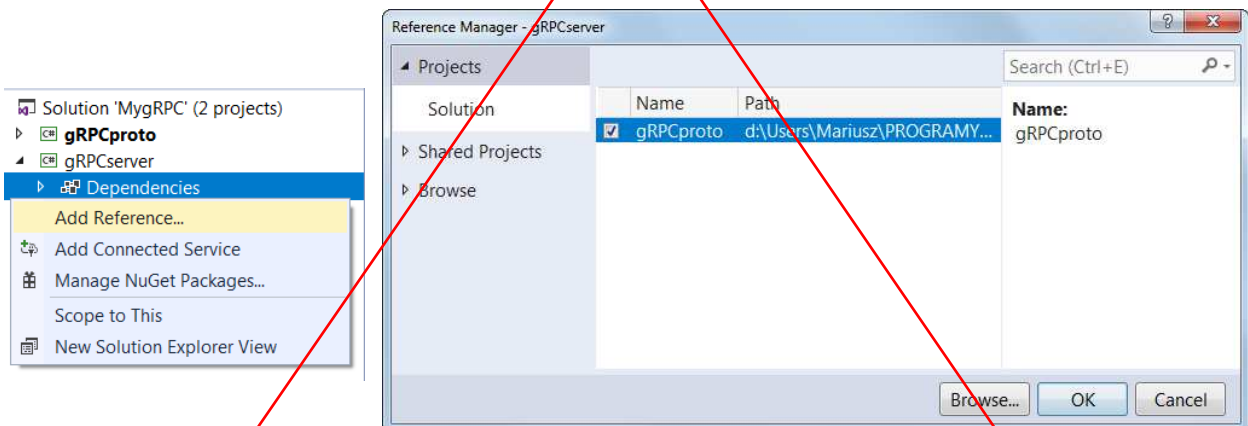 Solution 'MygRPC' (2 projects)
gRPCproto
gRPCserver
Dependencies
Add Reference...
Add Connected Service
Manage NuGet Packages...
Scope to This
New Solution Explorer View
Reference Manager - gRPCserver
Projects
Solution
Shared Projects
Browse
Search (Ctrl+E)
Name Path
gRPCproto d:\Users\Mariusz\PROGRAMY...
Name:
gRPCproto
Browse... OK Cancel